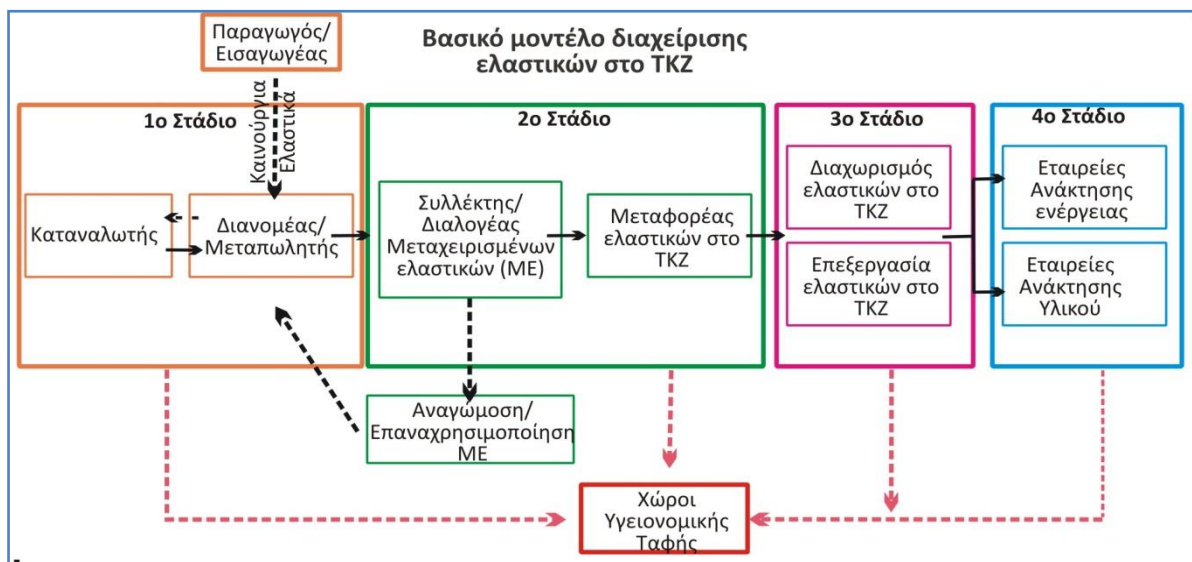 Παραγωγός/
Εισαγωγέας
Βασικό μοντέλο διαχείρισης
ελαστικών στο ΤΚΖ
Καινούργια
Ελαστικά
1ο Στάδιο
Καταναλωτής
Διανομέας/
Μεταπωλητής
2ο Στάδιο
Συλλέκτης/
Διαλογέας
Μεταχειρισμένων
ελαστικών (ΜΕ)
Μεταφορέας
ελαστικών στο
ΤΚΖ
3ο Στάδιο
Διαχωρισμός
ελαστικών στο
ΤΚΖ
Επεξεργασία
ελαστικών στο
ΤΚΖ
4ο Στάδιο
Εταιρείες
Ανάκτησης
ενέργειας
Εταιρείες
Ανάκτησης
Υλικού
Αναγώμοση/
Επαναχρησιμοποίηση
ΜΕ
Χώροι
Υγειονομικής
Ταφής